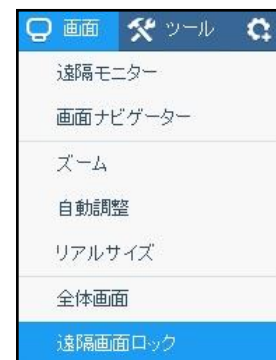 画面 ツール
遠隔モニター
画面ナビゲーター
ズーム
自動調整
リアルサイズ
全体画面
遠隔画面ロック